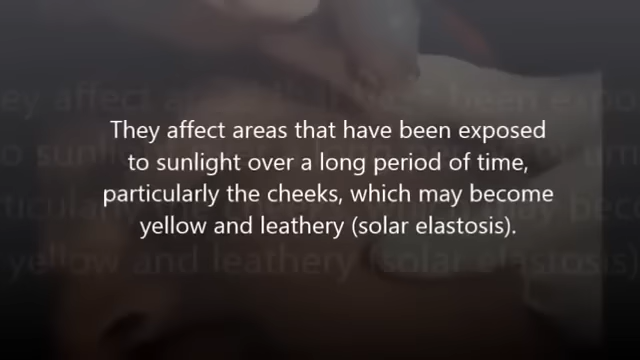 They affect areas that have been exposed
to sunlight over a long period of time,
particularly the cheeks, which may become
yellow and leathery (solar elastosis).